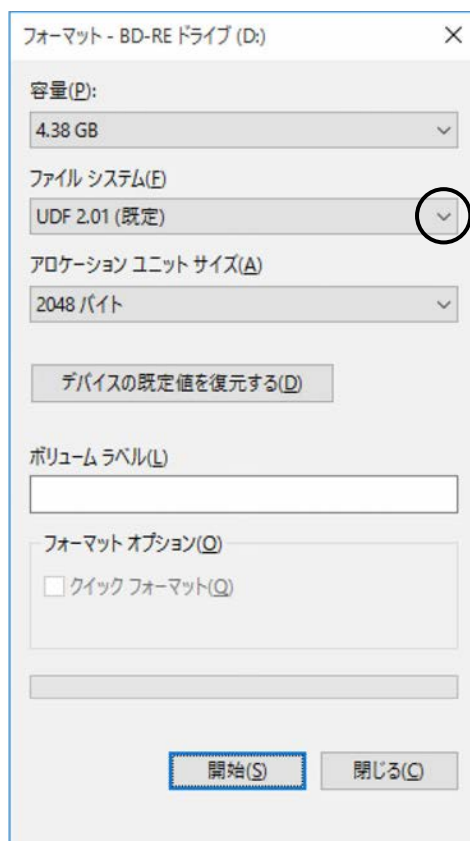 フォーマット - BD-RE ドライブ (D:)
容量(P):
4.38 GB
ファイル システム(F)
UDF 2.01 (既定)
アロケーション ユニット サイズ(A)
2048 バイト
デバイスの既定値を復元する(D)
ボリューム ラベル(L)
フォーマット オプション(O)
クイック フォーマット(Q)
開始(S)
閉じる(C)